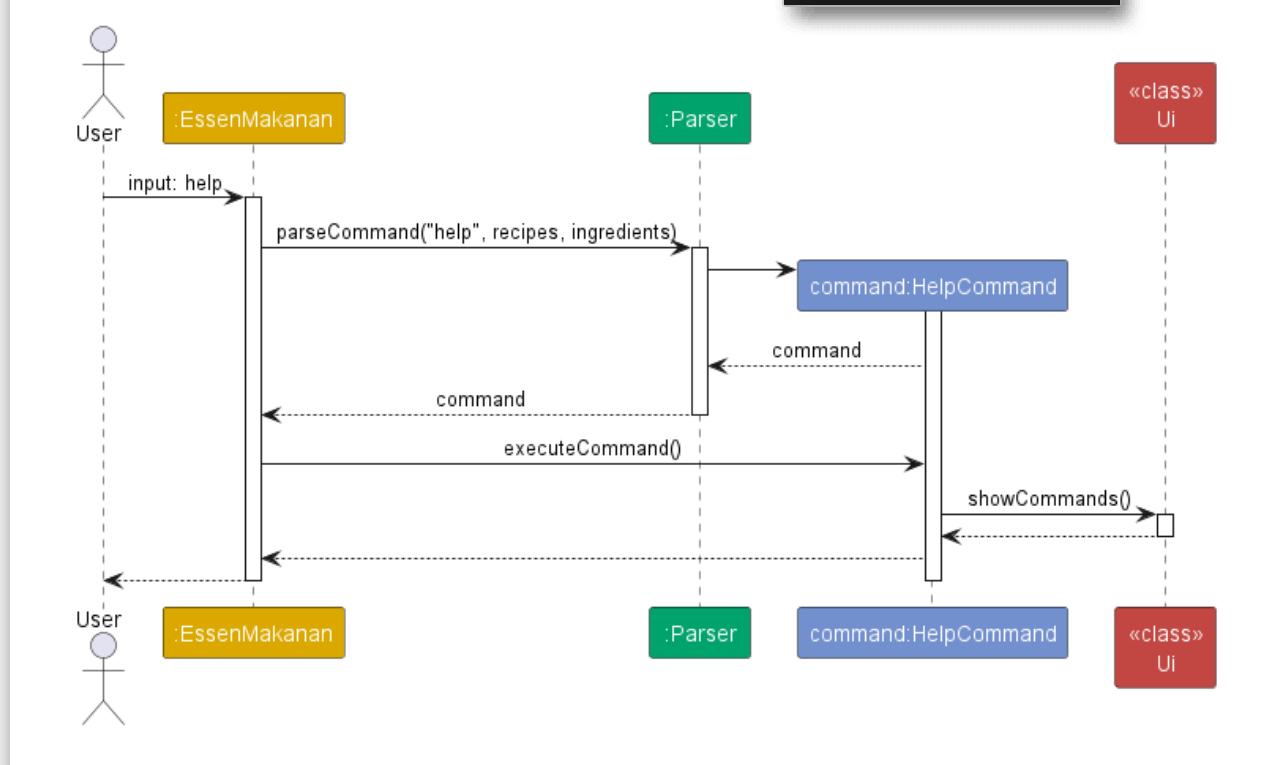 «class»
Ui
:EssenMakanan
:Parser
User
input: help
parseCommand("help", recipes, ingredients)
command:HelpCommand
command
command
executeCommand()
showCommands()
User
:EssenMakanan
:Parser
command:HelpCommand
«class»
Ui